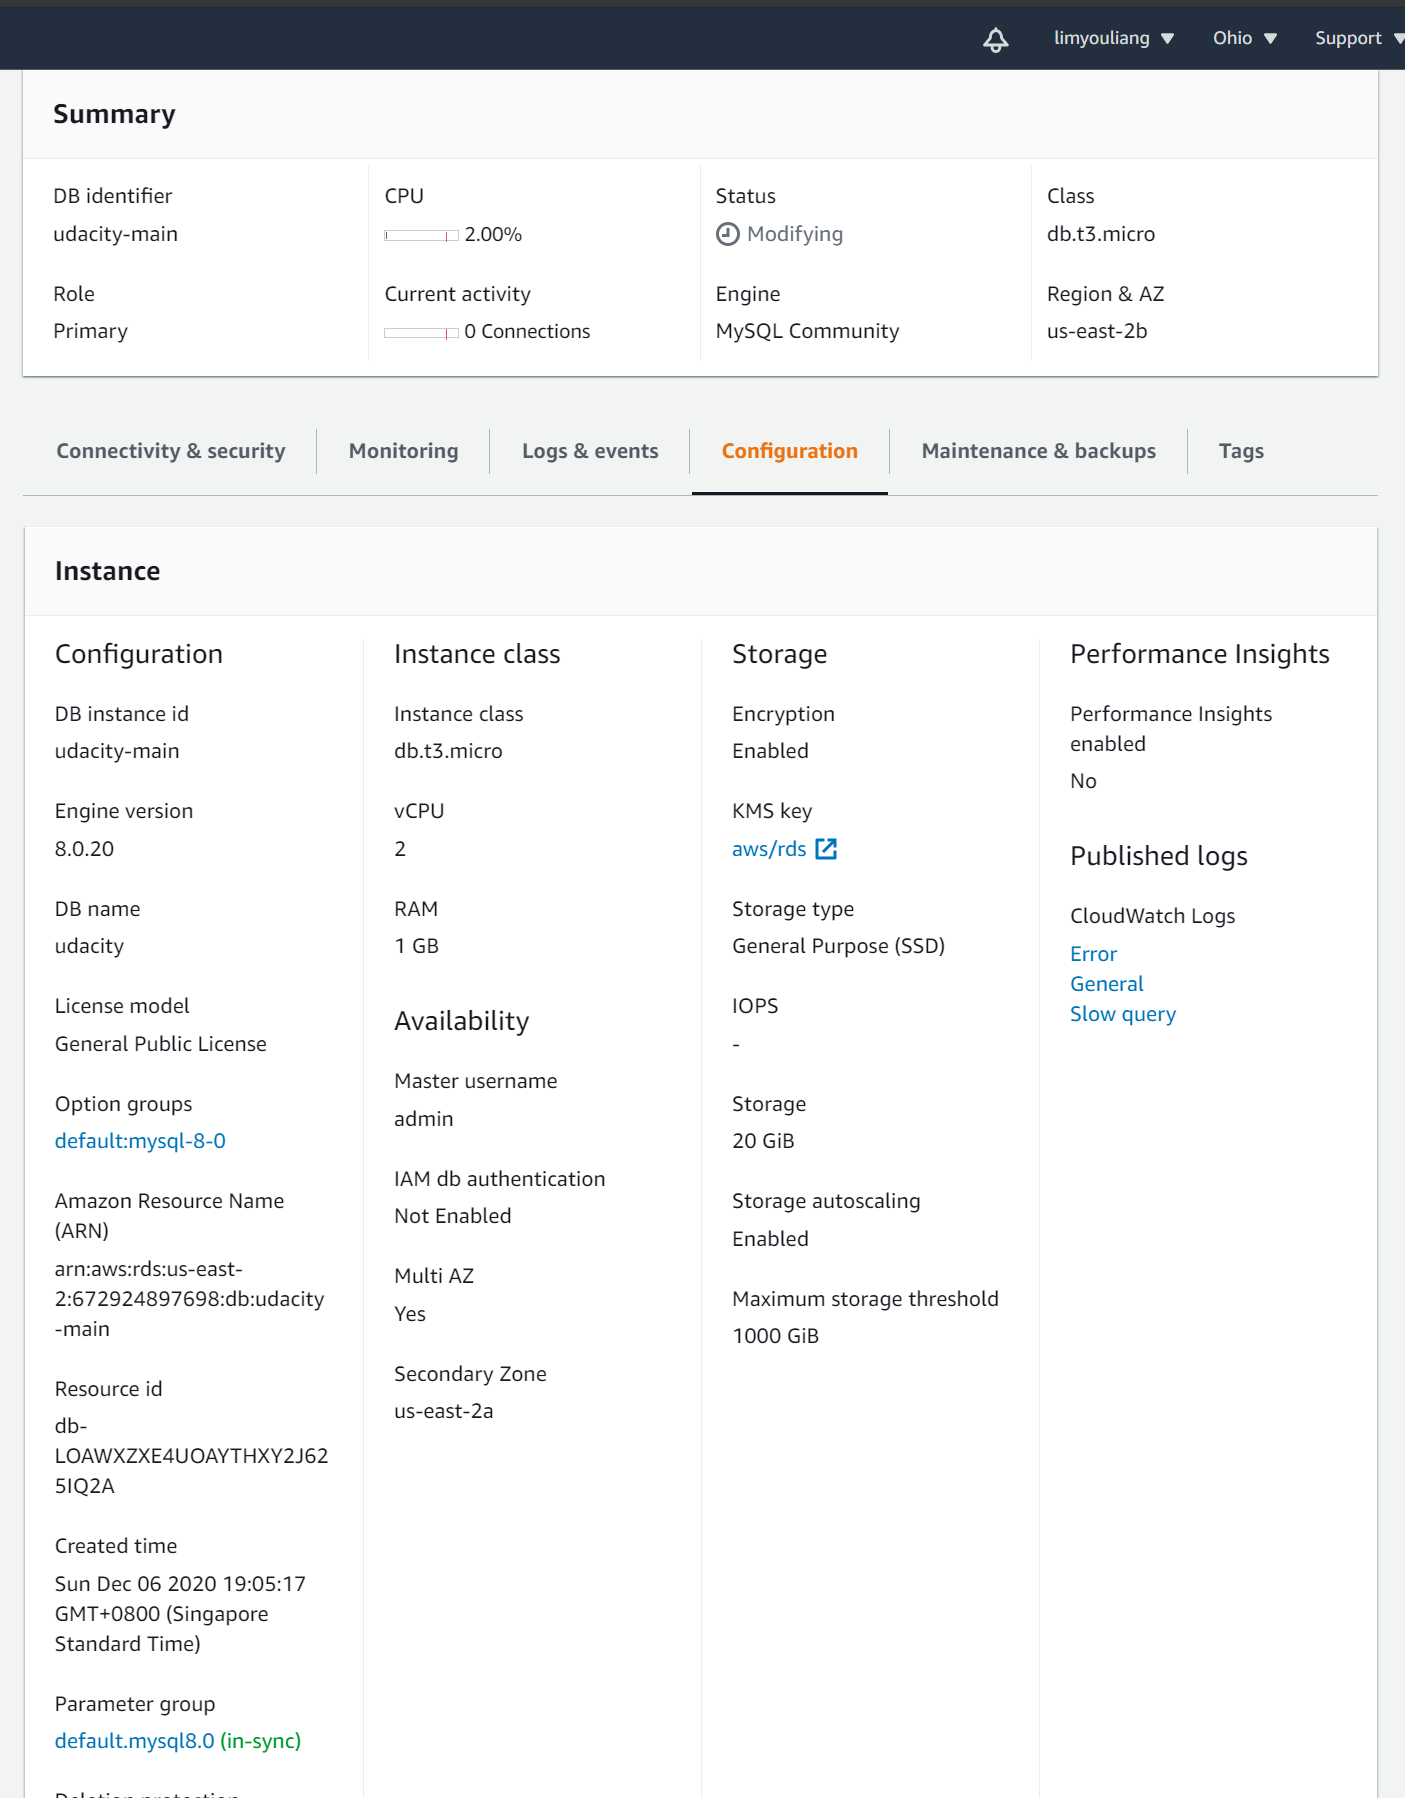 limyouliang Ohio Support
Summary
DB identifier
udacity-main
Role
Primary
CPU
2.00%
Current activity
0 Connections
Status
Modifying
Engine
MySQL Community
Class
db.t3.micro
Region & AZ
us-east-2b
Connectivity & security
Monitoring
Logs & events
Configuration
Maintenance & backups
Tags
Instance
Configuration
DB instance id
udacity-main
Engine version
8.0.20
DB name
udacity
License model
General Public License
Option groups
default:mysql-8-0
Amazon Resource Name
(ARN)
arn:aws:rds:us-east-
2:672924897698:db:udacity
-main
Resource id
db-
LOAWXZXE4UOAYTHXY2J62
5IQ2A
Created time
Sun Dec 06 2020 19:05:17
GMT+0800 (Singapore
Standard Time)
Parameter group
default.mysql8.0 (in-sync)
Deletion protection
Instance class
Instance class
db.t3.micro
vCPU
2
RAM
1 GB
Availability
Master username
admin
IAM db authentication
Not Enabled
Multi AZ
Yes
Secondary Zone
us-east-2a
Storage
Encryption
Enabled
KMS key
aws/rds
Storage type
General Purpose (SSD)
IOPS
-
Storage
20 GiB
Storage autoscaling
Enabled
Maximum storage threshold
1000 GiB
Performance Insights
Performance Insights
enabled
No
Published logs
CloudWatch Logs
Error
General
Slow query